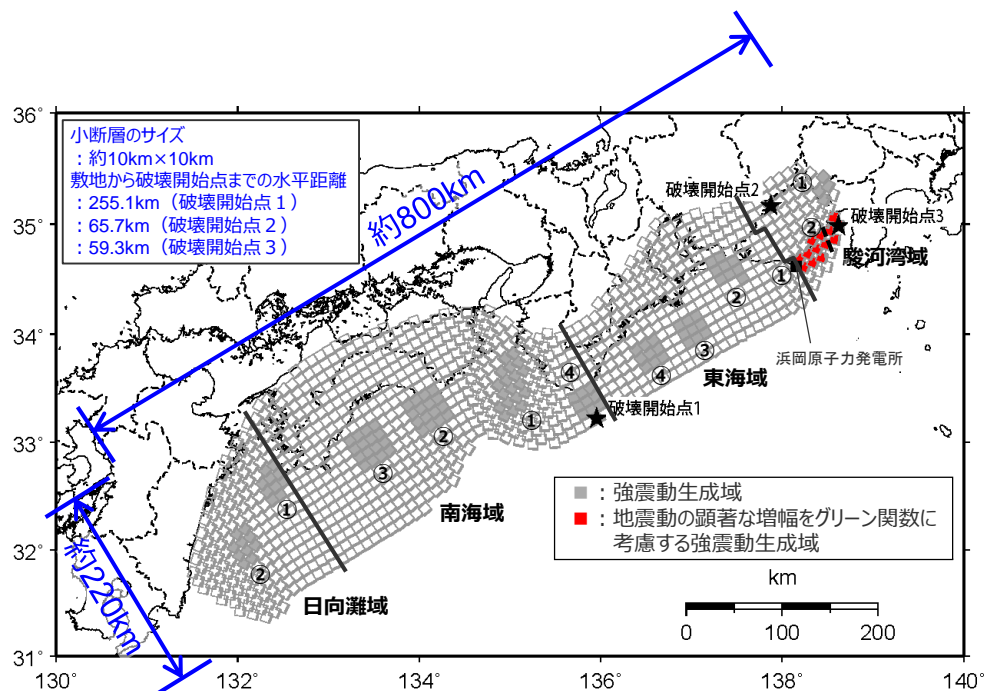 小断層のサイズ
：約10km×10km
敷地から破壊開始点までの水平距離
：255.1km（破壊開始点１）
：65.7km（破壊開始点２）
：59.3km（破壊開始点３）
約800km
約220km
36°
35°
34°
33°
32°
31°
130°
132°
134°
136°
138°
140°
破壊開始点2
①
破壊開始点3
②
駿河湾域
①
②
浜岡原子力発電所
③
④
東海域
④
破壊開始点1
①
②
③
南海域
①
②
日向灘域
：強震動生成域
：地震動の顕著な増幅をグリーン関数に
考慮する強震動生成域
km
0
100
200